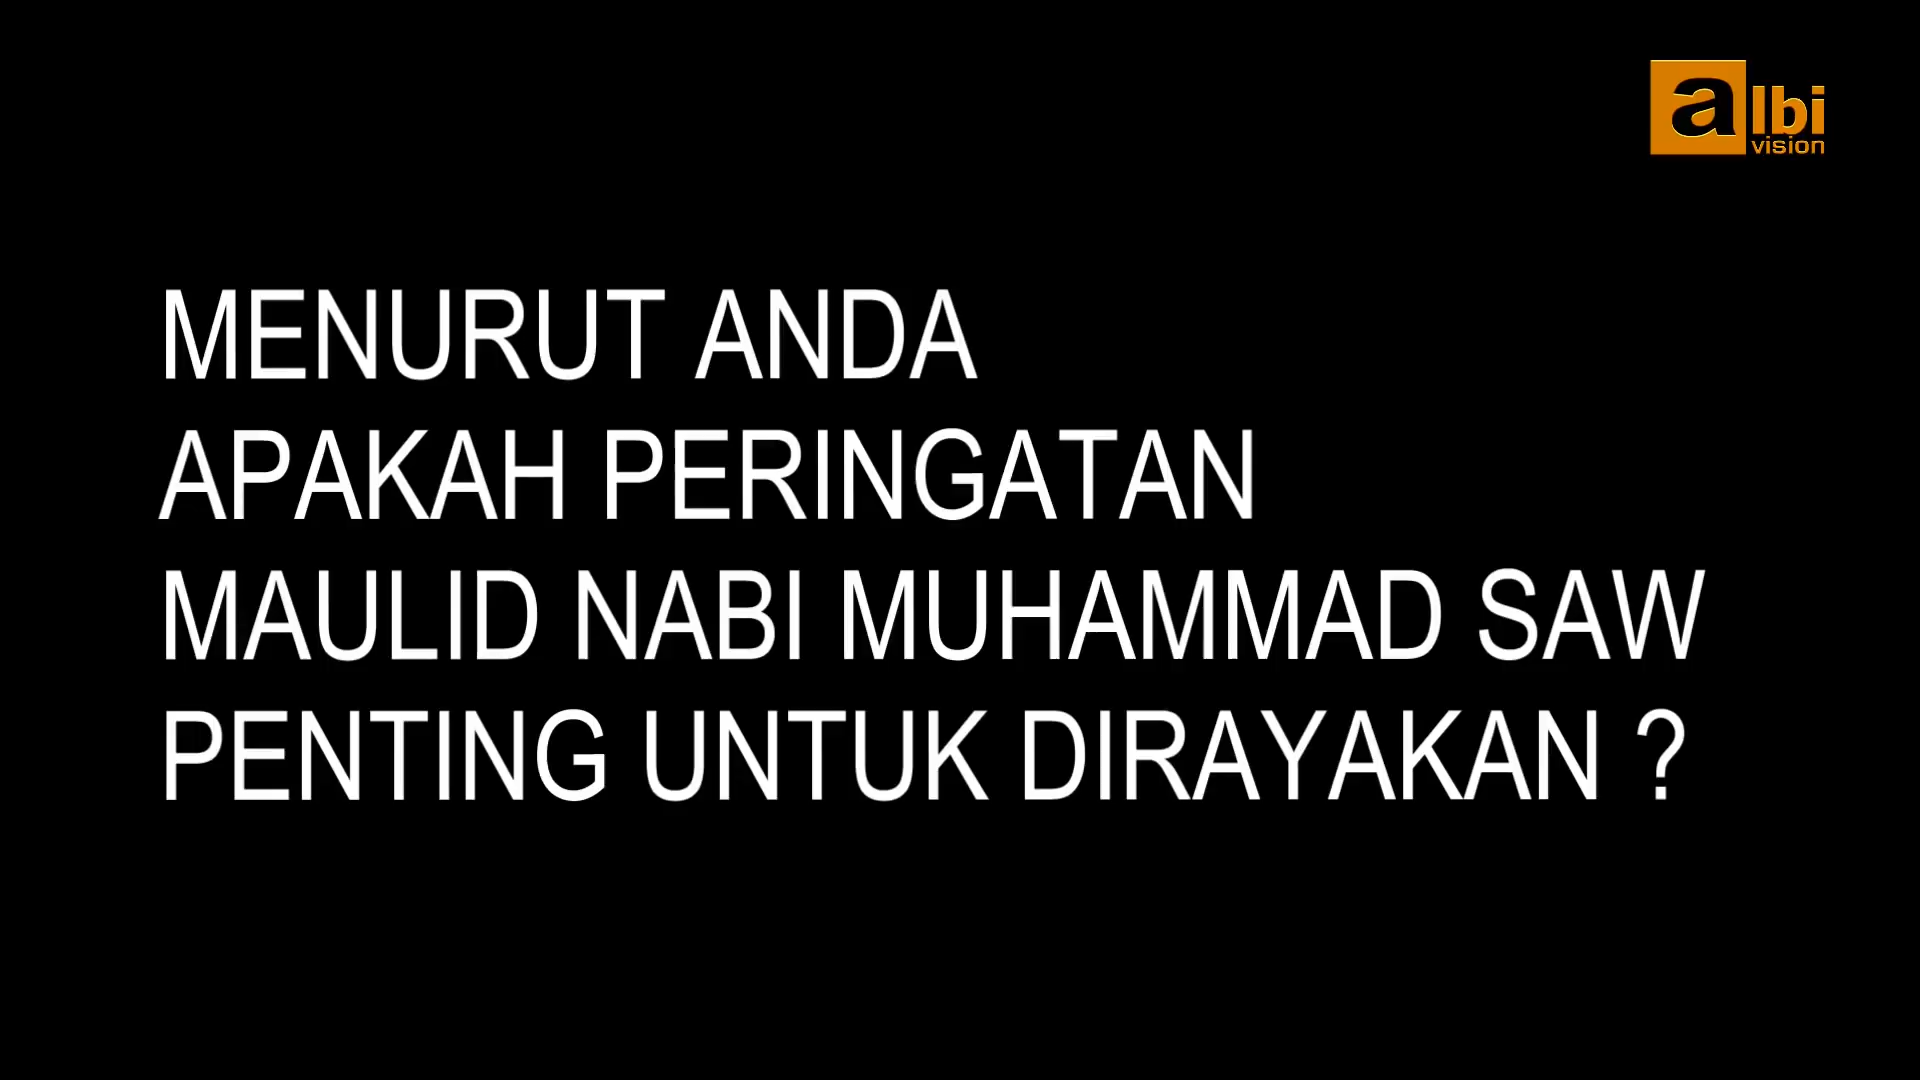 albi
vision
MENURUT ANDA
APAKAH PERINGATAN
MAULID NABI MUHAMMAD SAW
PENTING UNTUK DIRAYAKAN ?